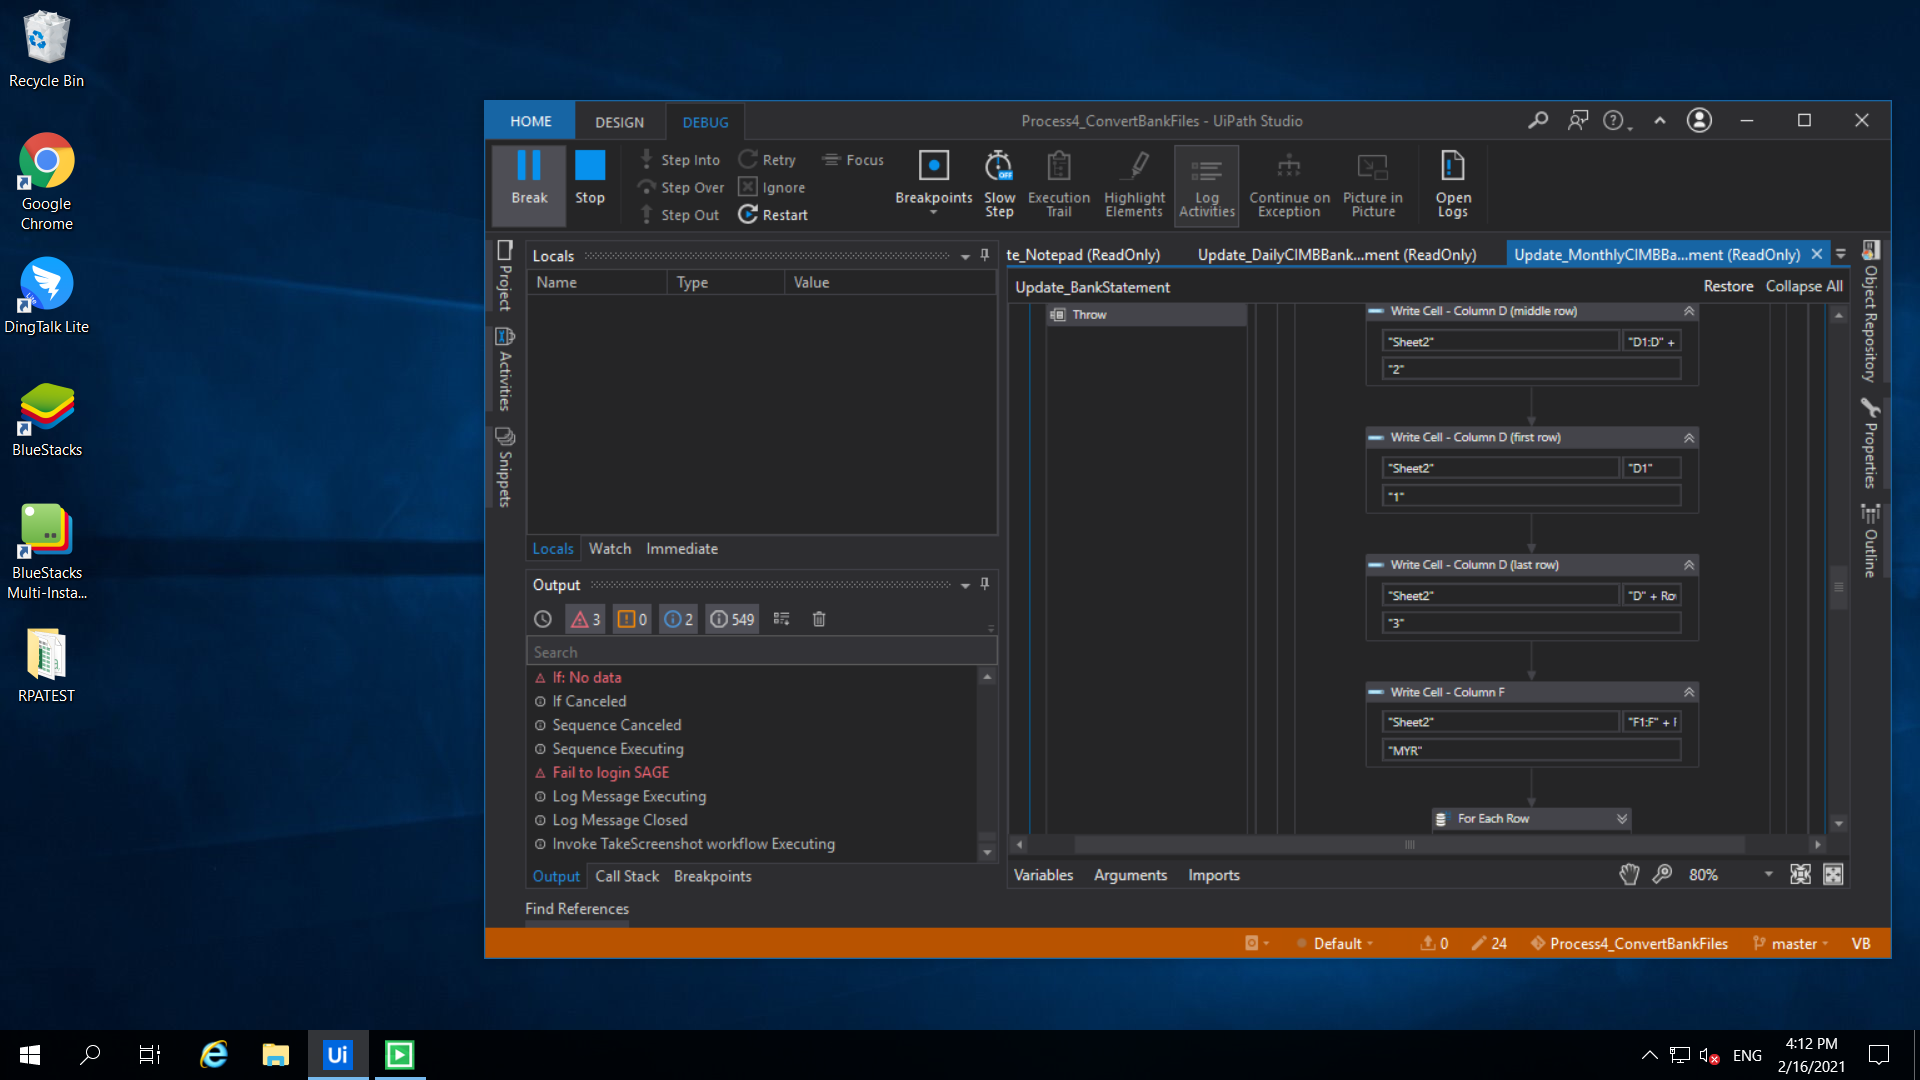 Recycle Bin
Google
Chrome
DingTalk Lite
BlueStacks
BlueStacks
Multi-Insta...
RPATEST
HOME
DESIGN
DEBUG
Process4_ConvertBankFiles - UiPath Studio
Break
Stop
Step Into
Step Over
Step Out
Retry
Ignore
Restart
Focus
Breakpoints
Slow
Step
OFF
Execution
Trail
Highlight
Elements
Log
Activities
Continue on
Exception
Picture in
Picture
Open
Logs
Project
Activities
Snippets
Locals
Name Type Value
Locals Watch Immediate
Output
3 0 2 549
Search
If: No data
If Canceled
Sequence Canceled
Sequence Executing
Fail to login SAGE
Log Message Executing
Log Message Closed
Invoke TakeScreenshot workflow Executing
Output Call Stack Breakpoints
Find References
te_Notepad (ReadOnly)
Update_DailyCIMBBank...ment (ReadOnly)
Update_MonthlyCIMBBa...ment (ReadOnly)
Update_BankStatement
Restore Collapse All
Throw
Write Cell - Column D (middle row)
"Sheet2" "D1:D" +
"2"
Write Cell - Column D (first row)
"Sheet2" "D1"
"1"
Write Cell - Column D (last row)
"Sheet2" "D" + Ro
"3"
Write Cell - Column F
"Sheet2" "F1:F" +
"MYR"
For Each Row
Variables Arguments Imports
80%
Object Repository
Properties
Outline
Default
0
24
Process4_ConvertBankFiles
master
VB
Ui
ENG
4:12 PM
2/16/2021